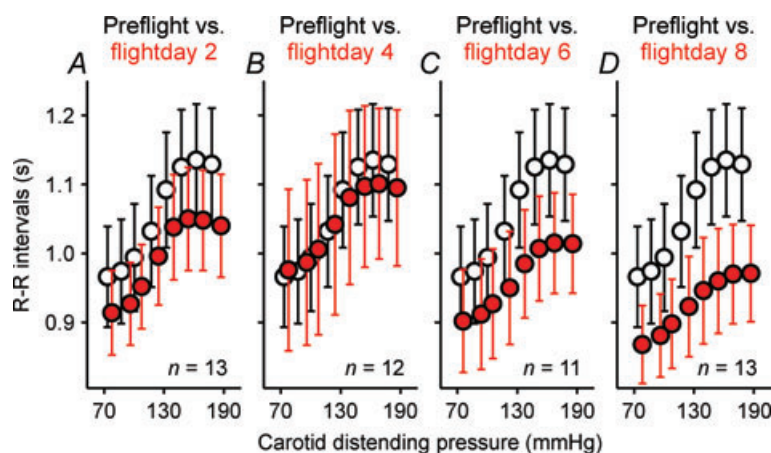 Preflight vs.
flightday 2
Preflight vs.
flightday 4
Preflight vs.
flightday 6
Preflight vs.
flightday 8
A
B
C
D
R-R intervals (s)
1.2
1.1
1.0
0.9
n = 13
n = 12
n = 11
n = 13
70 130 190
70 130 190
70 130 190
70 130 190
Carotid distending pressure (mmHg)